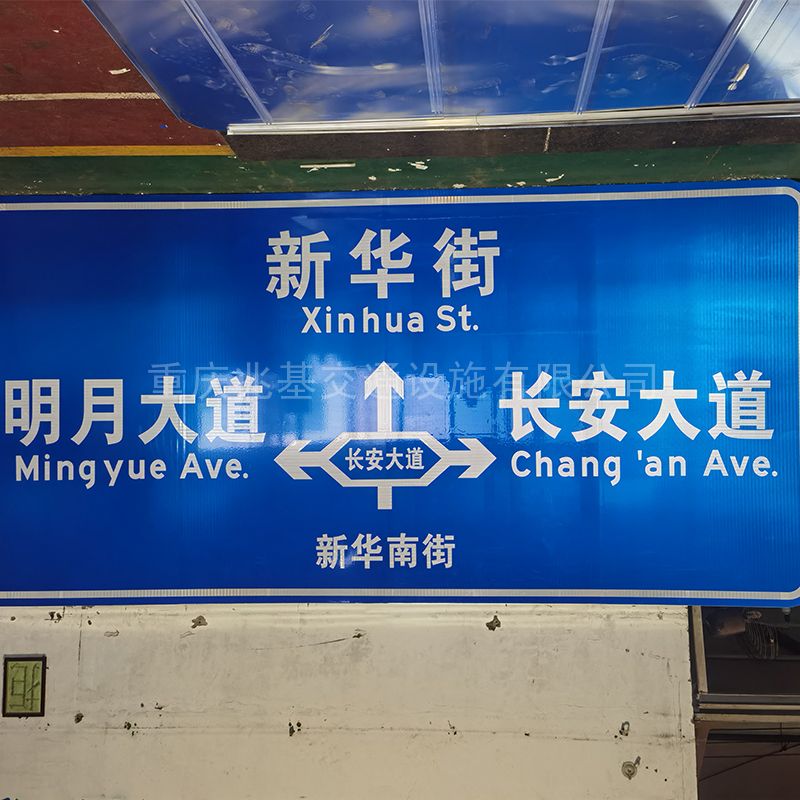 新华街
Xinhua St.
重庆兆基交通设施有限公司
明月大道
Mingyue Ave.
长安大道
长安大道
Chang 'an Ave.
新华南街